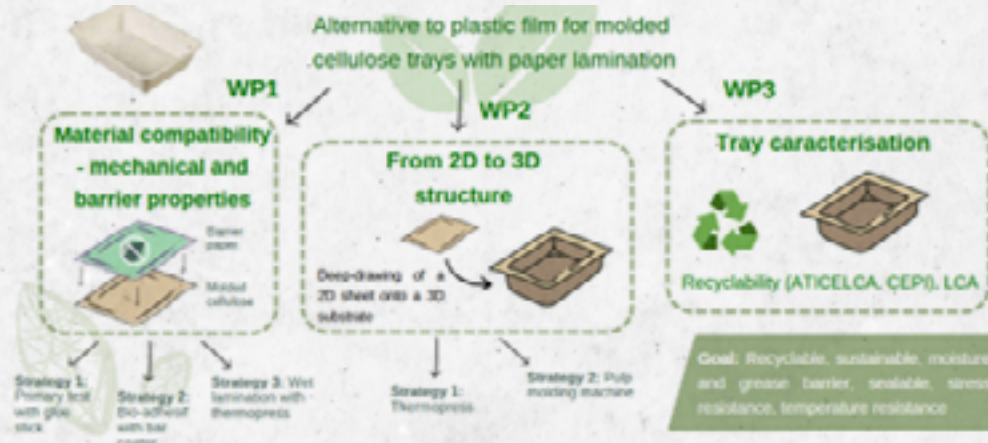 Alternative to plastic film for molded
cellulose trays with paper lamination
WP1
WP2
WP3
Material compatibility
- mechanical and
barrier properties
Barrier
paper
Molded
cellulose
From 2D to 3D
structure
Deep-drawing of a
2D sheet onto a 3D
substrate
Tray caracterisation
Recyclability (ATICELCA, CEPI), LCA
Strategy 1:
Primary test
with glue
stick
Strategy 2:
Bio-adhesif
with bar
coater
Strategy 3: Wet
lamination with
thermopress
Strategy 1:
Thermopress
Strategy 2: Pulp
molding machine
Goal: Recyclable, sustainable, moisture
and grease barrier, sealable, stress
resistance, temperature resistance